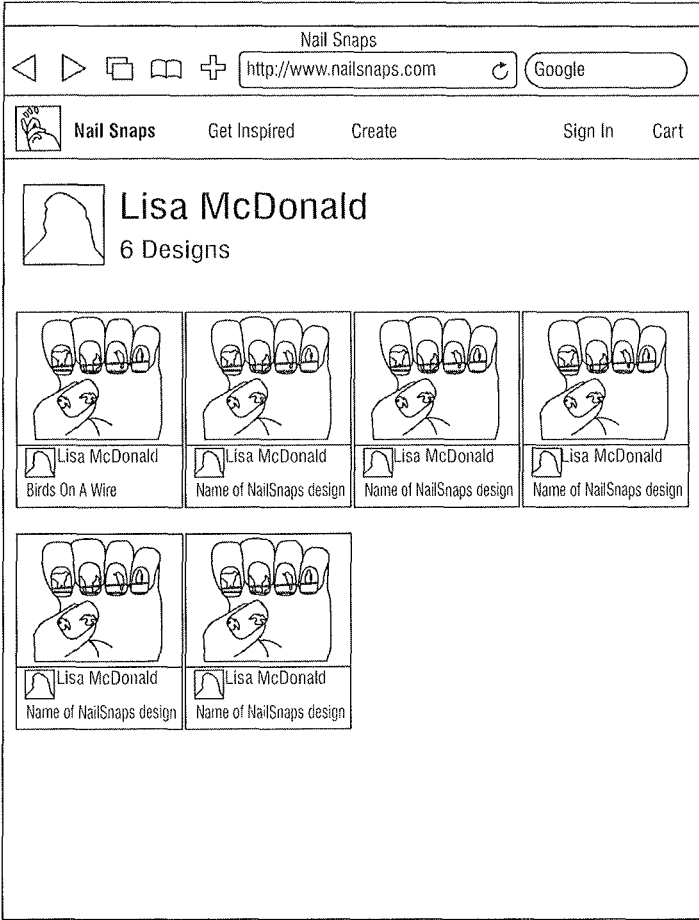 Nail Snaps
http://www.nailsnaps.com Google
Nail Snaps Get Inspired Create Sign In Cart
Lisa McDonald
6 Designs
Lisa McDonald Lisa McDonald Lisa McDonald Lisa McDonald
Birds On A Wire Name of NailSnaps design Name of NailSnaps design Name of NailSnaps design
Lisa McDonald Lisa McDonald
Name of NailSnaps design Name of NailSnaps design